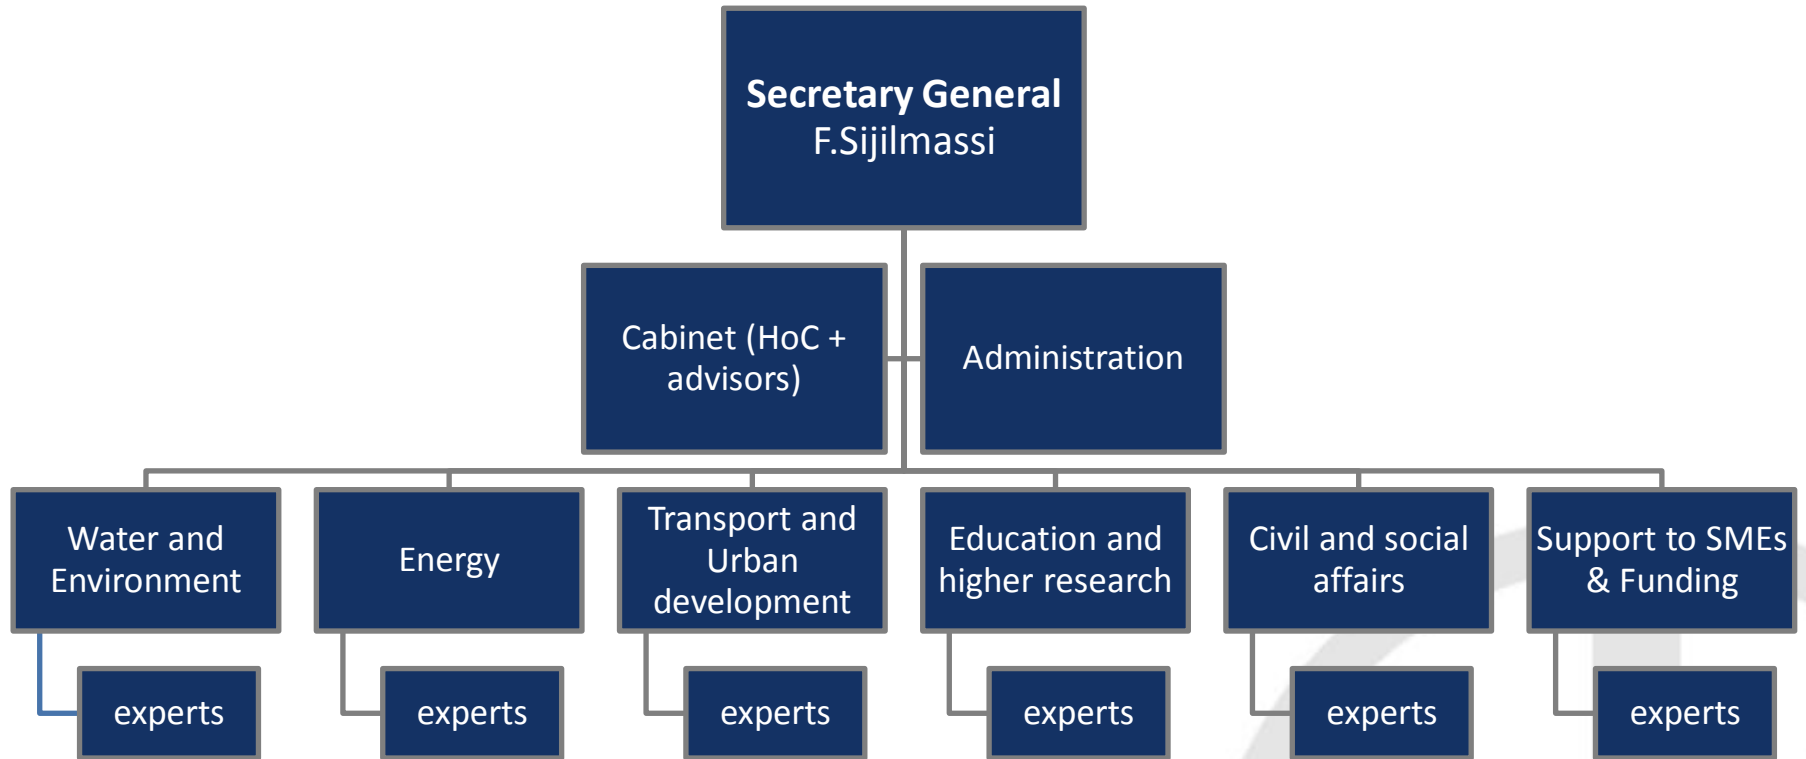 Secretary General
F.Sijilmassi
Cabinet (HoC +
advisors)
Administration
Water and
Environment
Energy
Transport and
Urban
development
Education and
higher research
Civil and social
affairs
Support to SMEs
& Funding
experts
experts
experts
experts
experts
experts